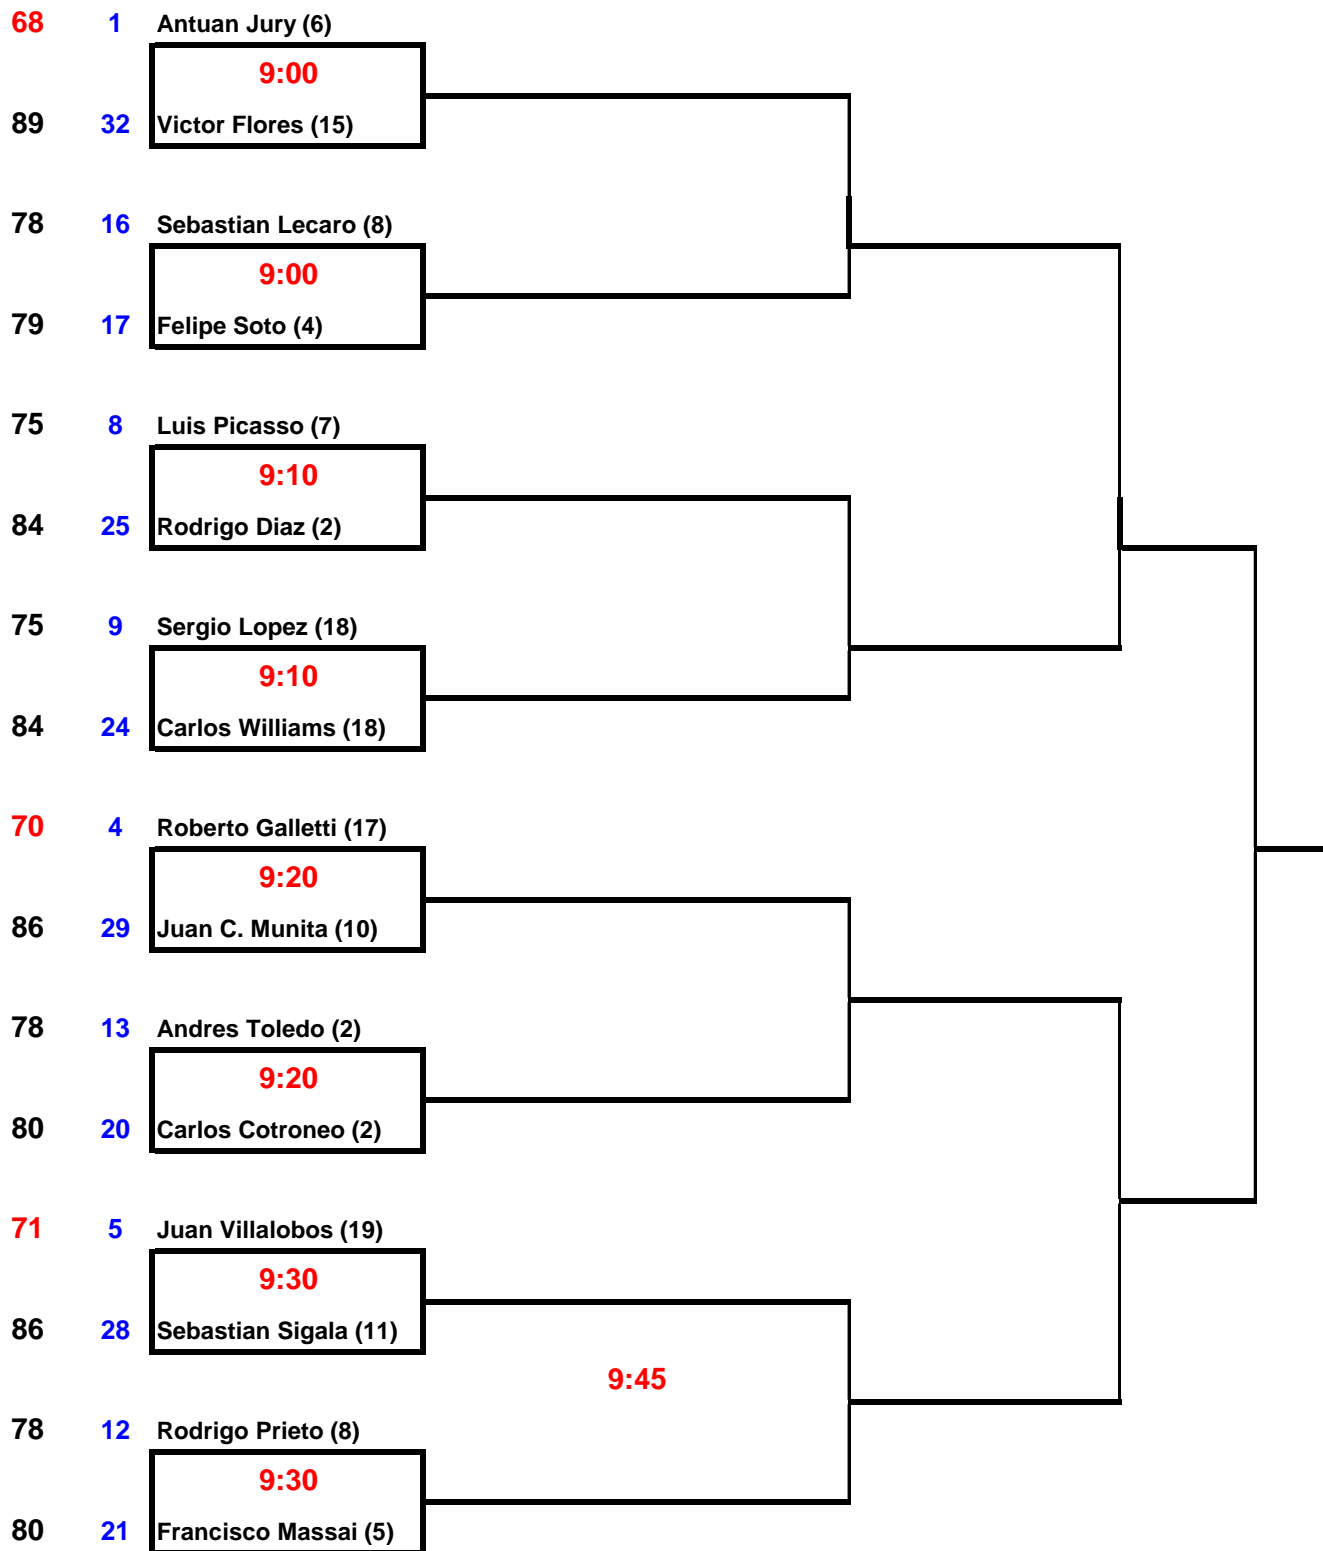 68 1 Antuan Jury (6)
9:00
89 32 Victor Flores (15)
78 16 Sebastian Lecaro (8)
9:00
79 17 Felipe Soto (4)
75 8 Luis Picasso (7)
9:10
84 25 Rodrigo Diaz (2)
75 9 Sergio Lopez (18)
9:10
84 24 Carlos Williams (18)
70 4 Roberto Galletti (17)
9:20
86 29 Juan C. Munita (10)
78 13 Andres Toledo (2)
9:20
80 20 Carlos Cotroneo (2)
71 5 Juan Villalobos (19)
9:30
86 28 Sebastian Sigala (11)
9:45
78 12 Rodrigo Prieto (8)
9:30
80 21 Francisco Massai (5)